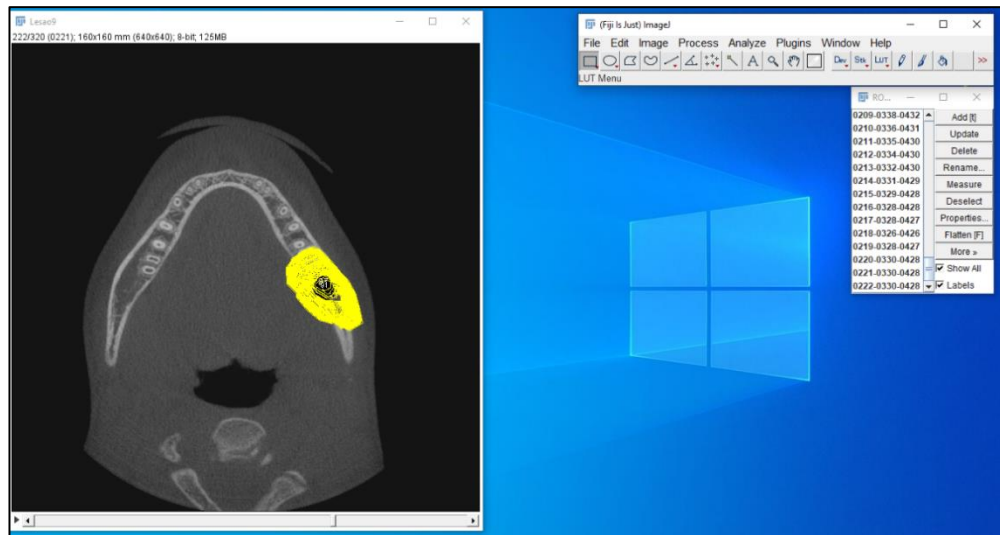 Lesao9
222/320 (0221); 160x160 mm (640x640); 8-bit; 125MB
(Fiji Is Just) ImageJ
File Edit Image Process Analyze Plugins Window Help
A Dev Stk LUT >>
LUT Menu
RO...
0209-0338-0432
0210-0336-0431
0211-0335-0430
0212-0334-0430
0213-0332-0430
0214-0331-0429
0215-0329-0428
0216-0328-0428
0217-0328-0427
0218-0326-0426
0219-0328-0427
0220-0330-0428
0221-0330-0428
0222-0330-0428
Add [t]
Update
Delete
Rename...
Measure
Deselect
Properties...
Flatten [F]
More »
Show All
Labels